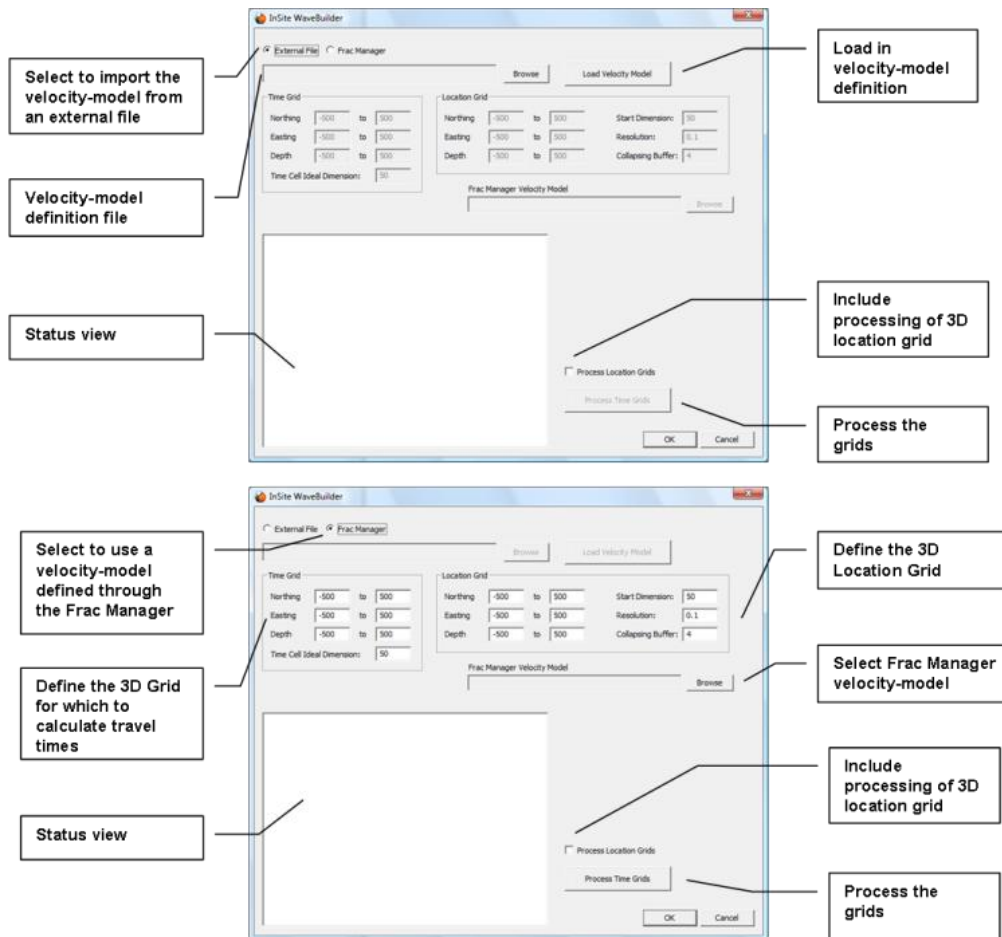 InSite WaveBuilder
External File Frac Manager
Select to import the
velocity-model from
an external file
Load in
velocity-model
definition
Browse Load Velocity Model
Time Grid
Northing -500 to 500
Easting -500 to 500
Depth -500 to 500
Time Cell Ideal Dimension: 50
Location Grid
Northing -500 to 500 Start Dimension: 50
Easting -500 to 500 Resolution: 0.1
Depth -500 to 500 Collapsing Buffer: 4
Velocity-model
definition file
Frac Manager Velocity Model
Browse
Status view
Include
processing of 3D
location grid
Process Location Grids
Process Time Grids
Process the
grids
OK Cancel
InSite WaveBuilder
External File Frac Manager
Select to use a
velocity-model
defined through
the Frac Manager
Browse Load Velocity Model
Define the 3D
Location Grid
Time Grid
Northing -500 to 500
Easting -500 to 500
Depth -500 to 500
Time Cell Ideal Dimension: 50
Location Grid
Northing -500 to 500 Start Dimension: 50
Easting -500 to 500 Resolution: 0.1
Depth -500 to 500 Collapsing Buffer: 4
Frac Manager Velocity Model
Browse
Select Frac Manager
velocity-model
Define the 3D Grid
for which to
calculate travel
times
Status view
Include
processing of 3D
location grid
Process Location Grids
Process Time Grids
Process the
grids
OK Cancel